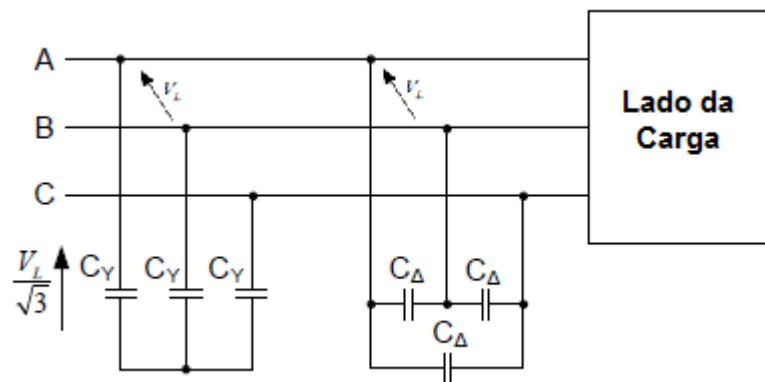 A
B
C
V_L
V_L
Lado da
Carga
V_L
√3
C_Y C_Y C_Y
C_Δ C_Δ
C_Δ